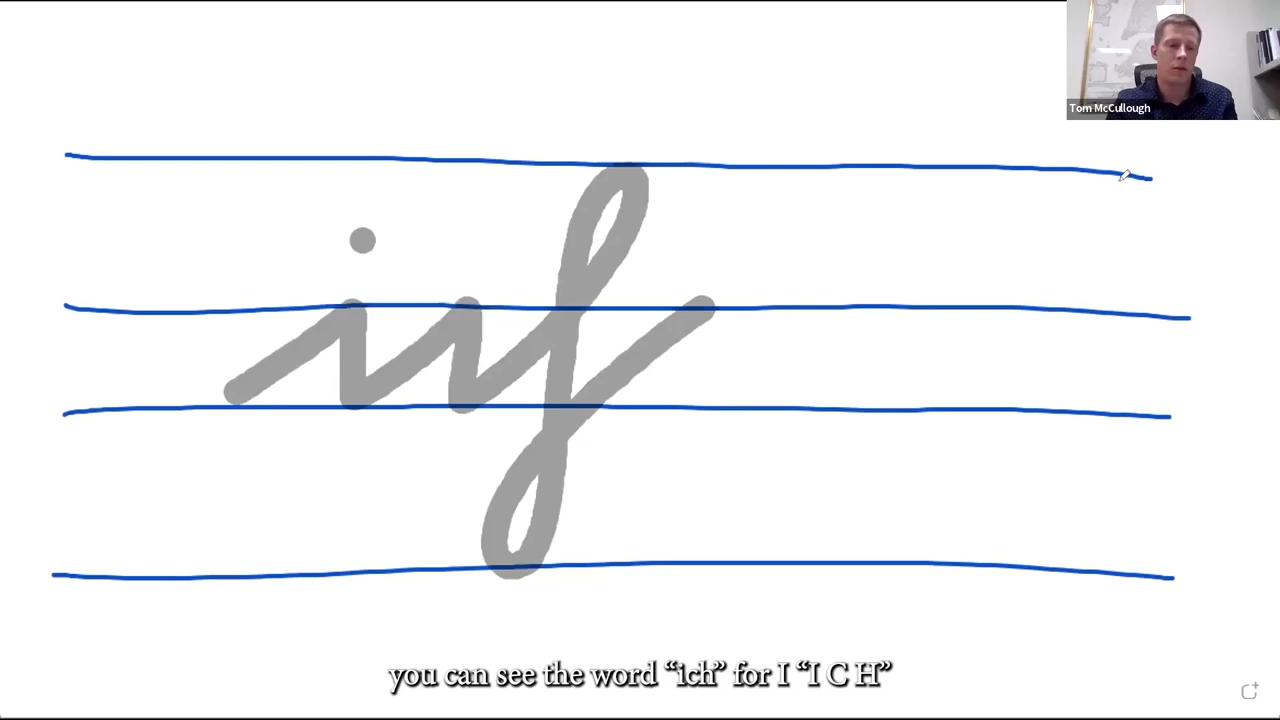 Tom McCullough
ich
you can see the word “ich” for I “I C H”